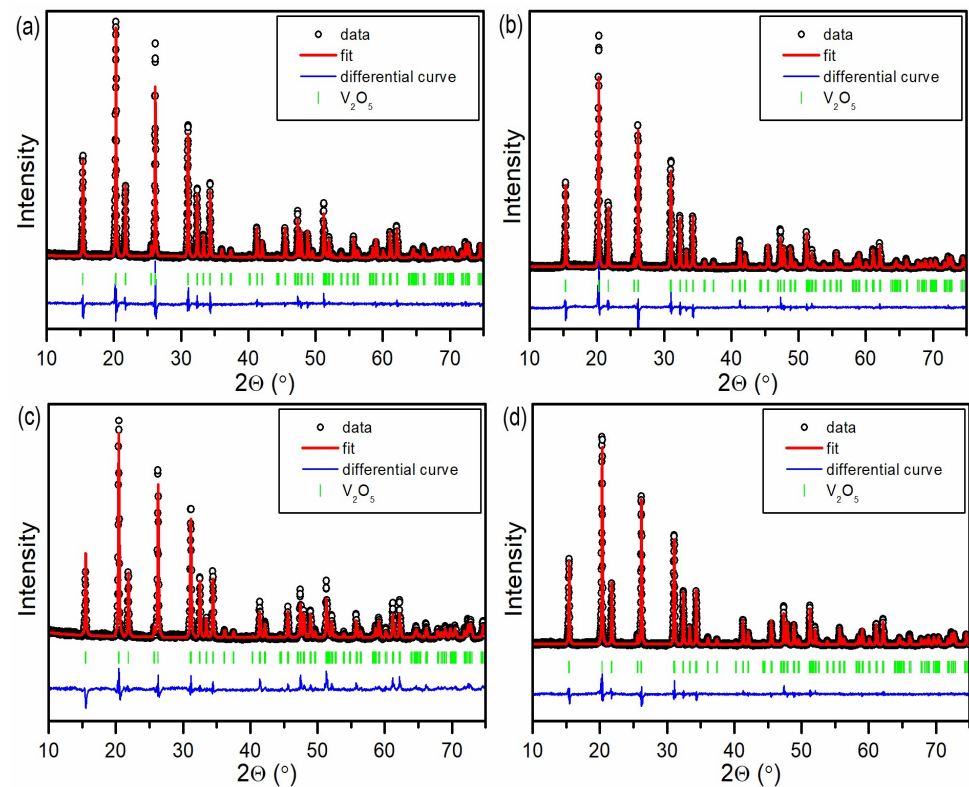 (a)
data
fit
differential curve
V₂O₅
Intensity
10 20 30 40 50 60 70
2Θ (°)
(b)
data
fit
differential curve
V₂O₅
Intensity
10 20 30 40 50 60 70
2Θ (°)
(c)
data
fit
differential curve
V₂O₅
Intensity
10 20 30 40 50 60 70
2Θ (°)
(d)
data
fit
differential curve
V₂O₅
Intensity
10 20 30 40 50 60 70
2Θ (°)